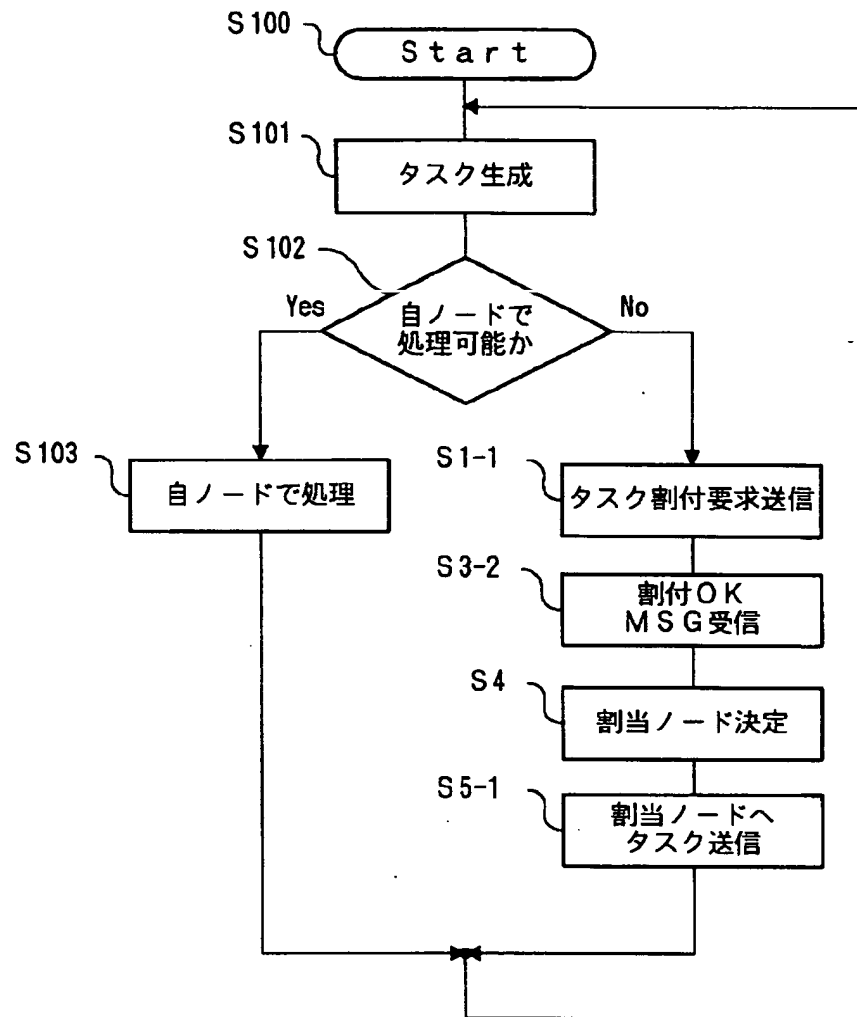 S100
Start
S101
タスク生成
S102
Yes
自ノードで
処理可能か
No
S103
自ノードで処理
S1-1
タスク割付要求送信
S3-2
割付OK
MSG受信
S4
割当ノード決定
S5-1
割当ノードへ
タスク送信